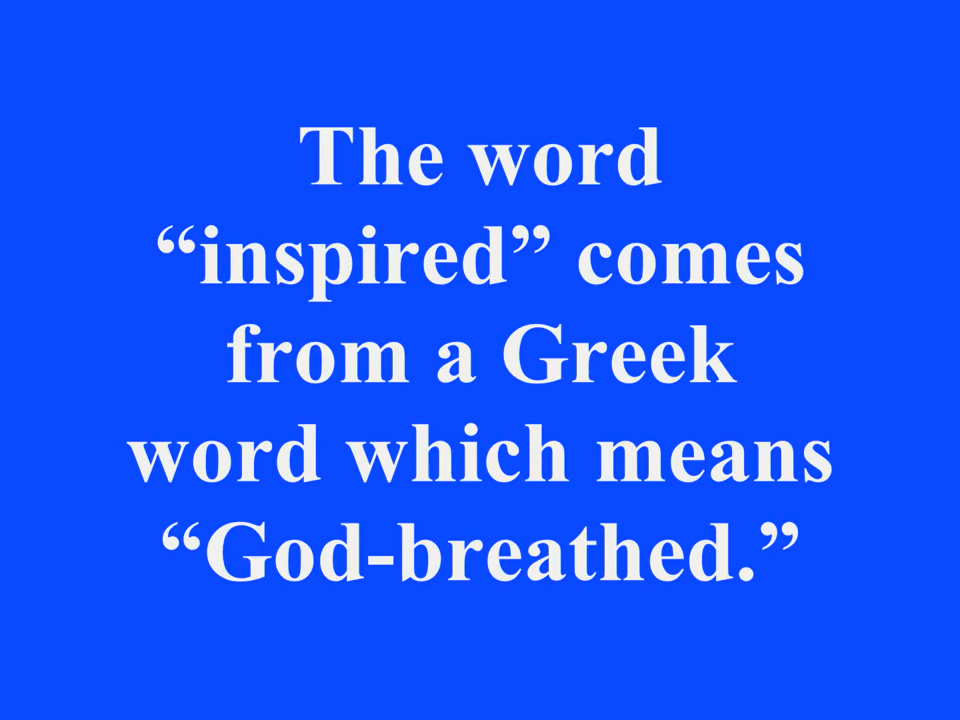 The word
“inspired” comes
from a Greek
word which means
“God-breathed.”